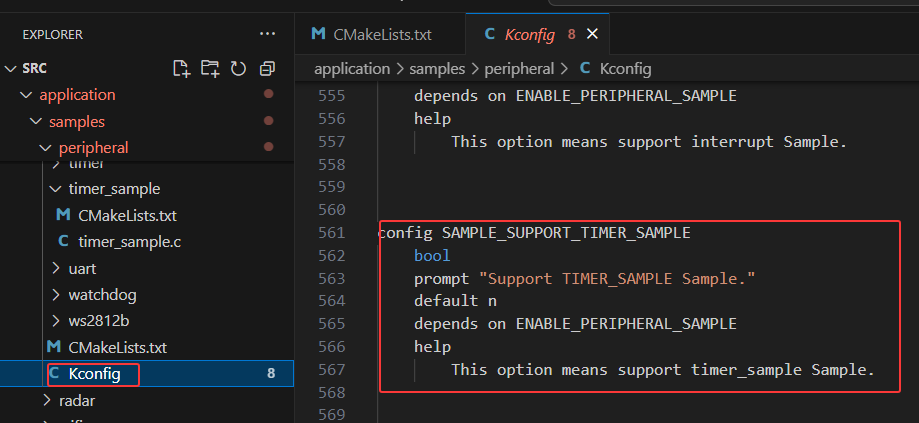 EXPLORER
SRC
application
samples
peripheral
timer
timer_sample
CMakeLists.txt
timer_sample.c
uart
watchdog
ws2812b
CMakeLists.txt
Kconfig 8
radar
CMakeLists.txt
Kconfig 8
application > samples > peripheral > Kconfig
555 depends on ENABLE_PERIPHERAL_SAMPLE
556 help
557 This option means support interrupt Sample.
558
559
560
561 config SAMPLE_SUPPORT_TIMER_SAMPLE
562 bool
563 prompt "Support TIMER_SAMPLE Sample."
564 default n
565 depends on ENABLE_PERIPHERAL_SAMPLE
566 help
567 This option means support timer_sample Sample.
568
569